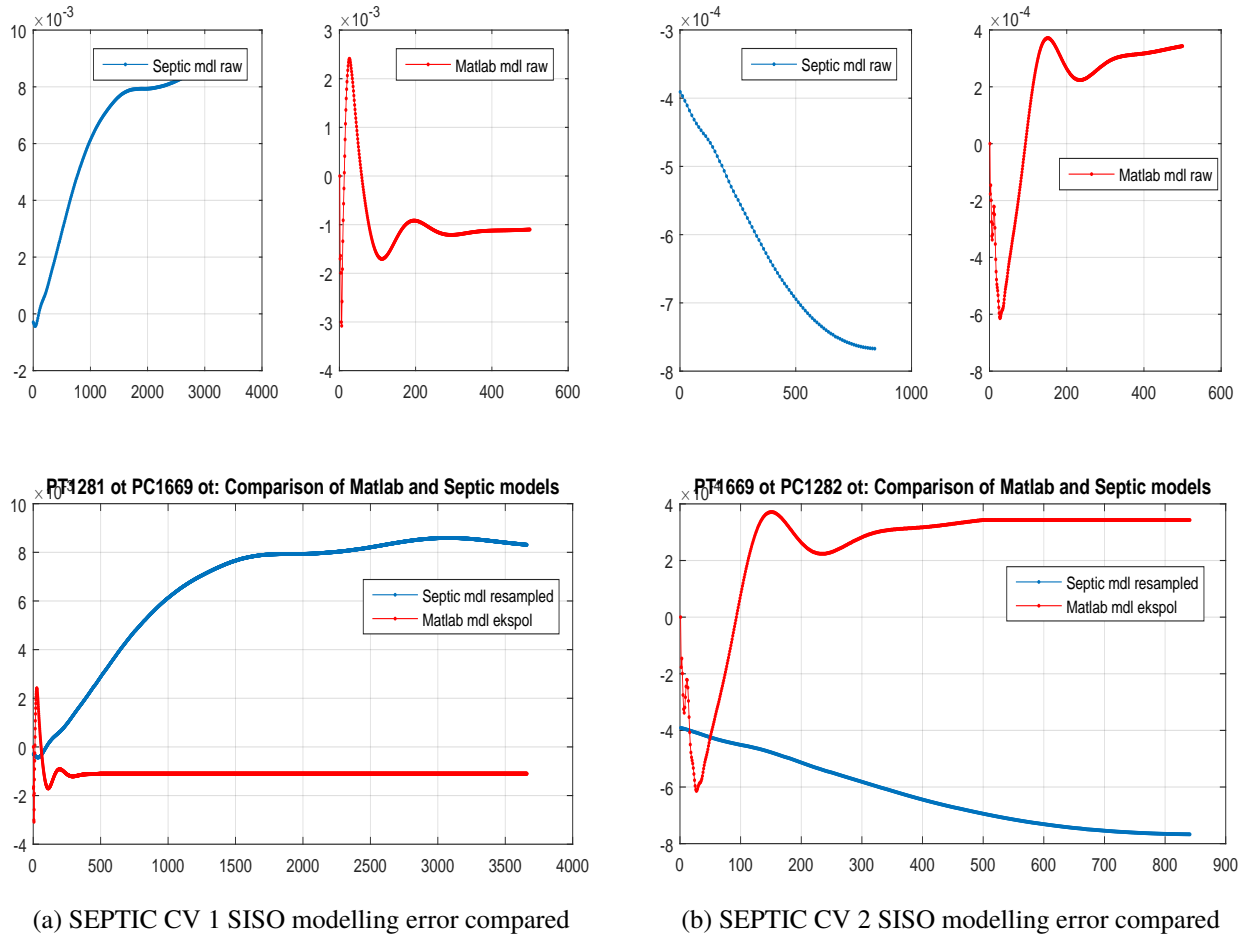 ×10⁻³
10
8
6
4
2
0
-2
0 1000 2000 3000 4000
Septic mdl raw
×10⁻³
3
2
1
0
-1
-2
-3
-4
0 200 400 600
Matlab mdl raw
×10⁻⁴
-3
-4
-5
-6
-7
-8
0 500 1000
Septic mdl raw
×10⁻⁴
4
2
0
-2
-4
-6
-8
0 200 400 600
Matlab mdl raw
PT1281 ot PC1669 ot: Comparison of Matlab and Septic models
×10⁻³
10
8
6
4
2
0
-2
-4
0 500 1000 1500 2000 2500 3000 3500 4000
Septic mdl resampled
Matlab mdl ekspol
PT1669 ot PC1282 ot: Comparison of Matlab and Septic models
×10⁻⁴
4
2
0
-2
-4
-6
-8
0 100 200 300 400 500 600 700 800 900
Septic mdl resampled
Matlab mdl ekspol
(a) SEPTIC CV 1 SISO modelling error compared
(b) SEPTIC CV 2 SISO modelling error compared